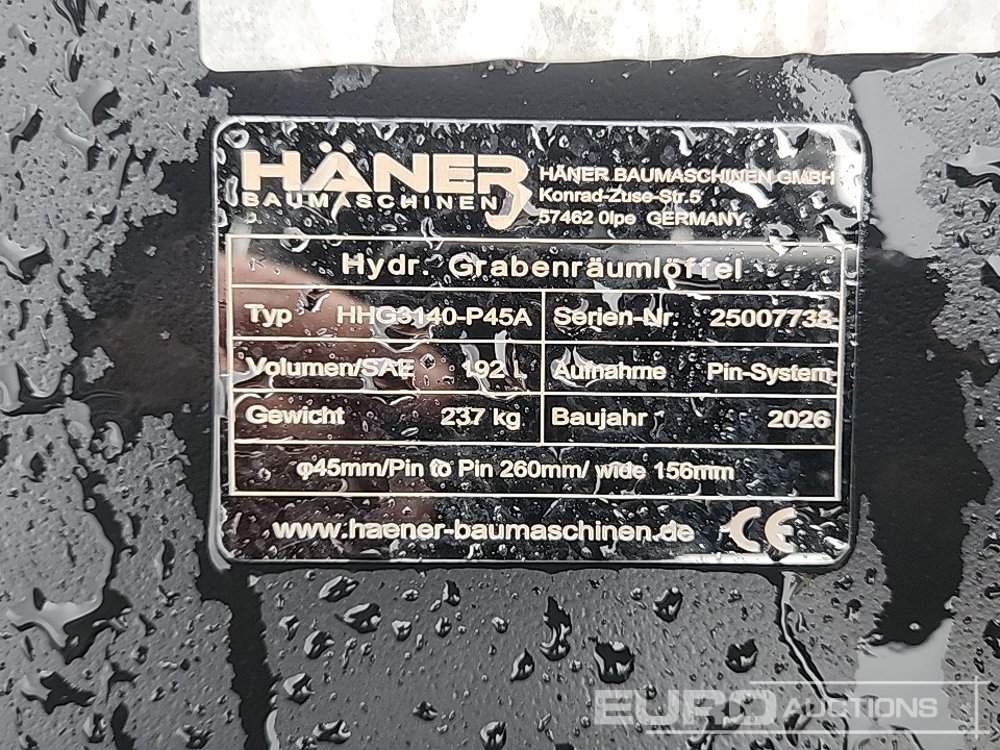 HÄNER
BAUMASCHINEN
HÄNER BAUMASCHINEN GMBH
Konrad-Zuse-Str.5
57462 Olpe GERMANY
Hydr. Grabenräumlöffel
Typ HHG3140-P45A Serien-Nr. 25007738
Volumen/SAE 192 L Aufnahme Pin-System
Gewicht 237 kg Baujahr 2026
φ45mm/Pin to Pin 260mm/ wide 156mm
www.haener-baumaschinen.de CE
EURO AUCTIONS